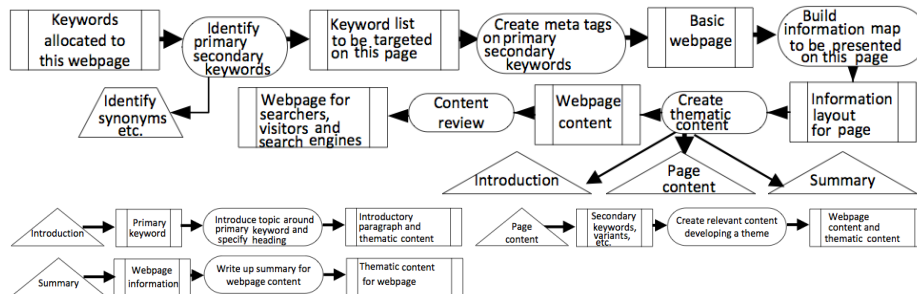 Keywords
allocated to
this webpage
Identify
primary
secondary
keywords
Keyword list
to be targeted
on this page
Create meta tags
on primary
secondary
keywords
Basic
webpage
Build
information map
to be presented
on this page
Identify
synonyms
etc.
Webpage for
searchers,
visitors and
search engines
Content
review
Webpage
content
Create
thematic
content
Information
layout
for page
Introduction
Page
content
Summary
Introduction
Primary
keyword
Introduce topic around
primary keyword and
specify heading
Introductory
paragraph and
thematic content
Page
content
Secondary
keywords,
variants,
etc.
Create relevant content
developing a theme
Webpage
content and
thematic content
Summary
Webpage
information
Write up summary for
webpage content
Thematic content
for webpage